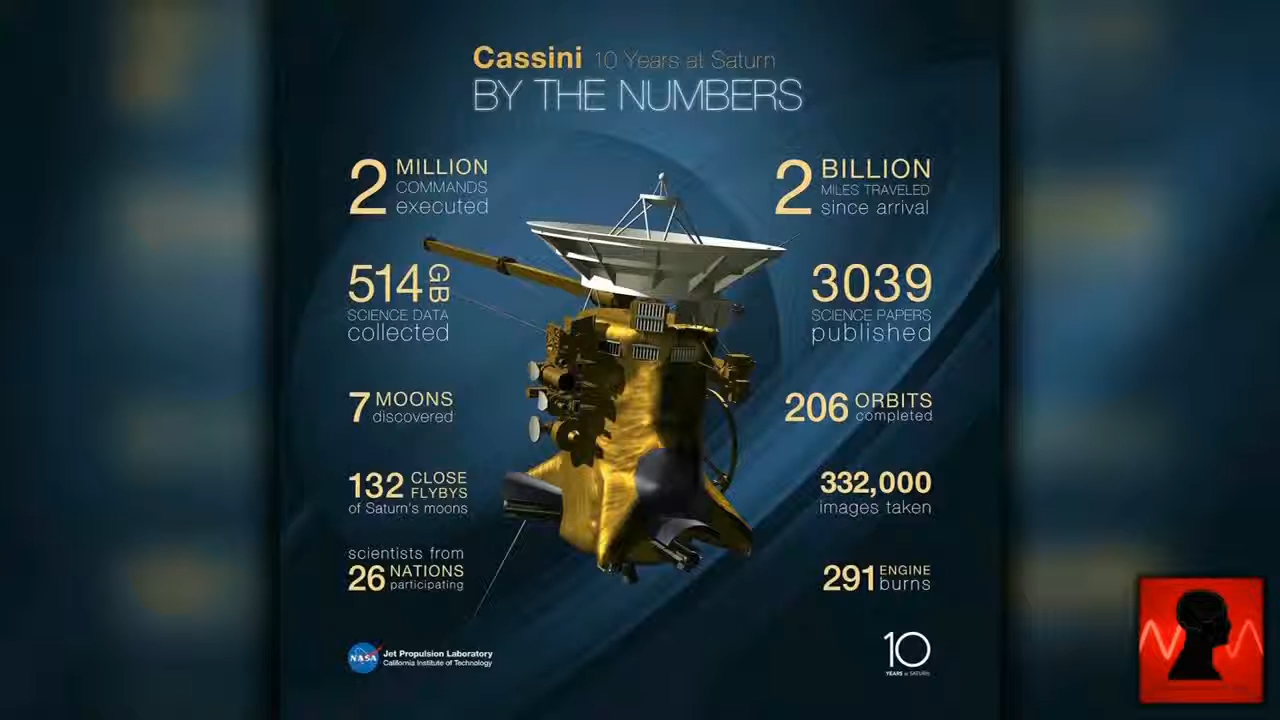 Cassini 10 Years at Saturn
BY THE NUMBERS
2 MILLION
COMMANDS
executed
514 GB
SCIENCE DATA
collected
7 MOONS
discovered
132 CLOSE
FLYBYS
of Saturn's moons
scientists from
26 NATIONS
participating
2 BILLION
MILES TRAVELED
since arrival
3039
SCIENCE PAPERS
published
206 ORBITS
completed
332,000
images taken
291 ENGINE
burns
NASA
Jet Propulsion Laboratory
California Institute of Technology
10
YEARS at SATURN